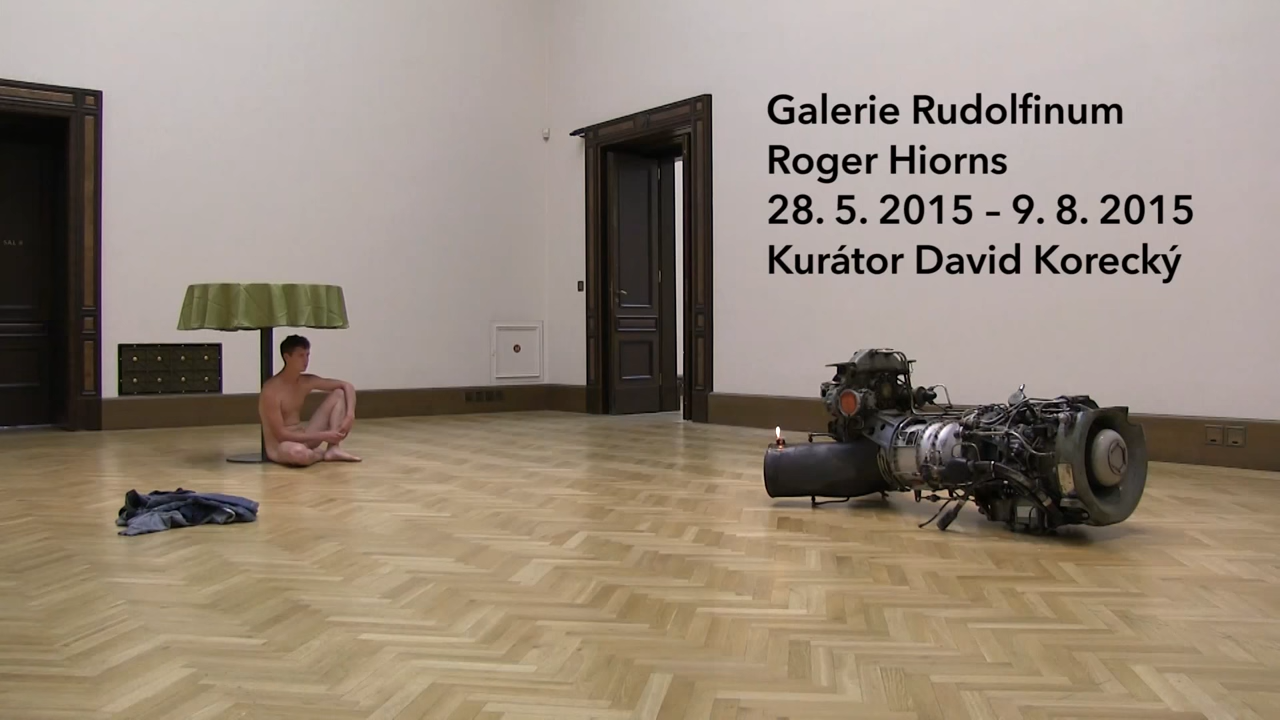 Galerie Rudolfinum
Roger Hiorns
28. 5. 2015 – 9. 8. 2015
Kurátor David Korecký